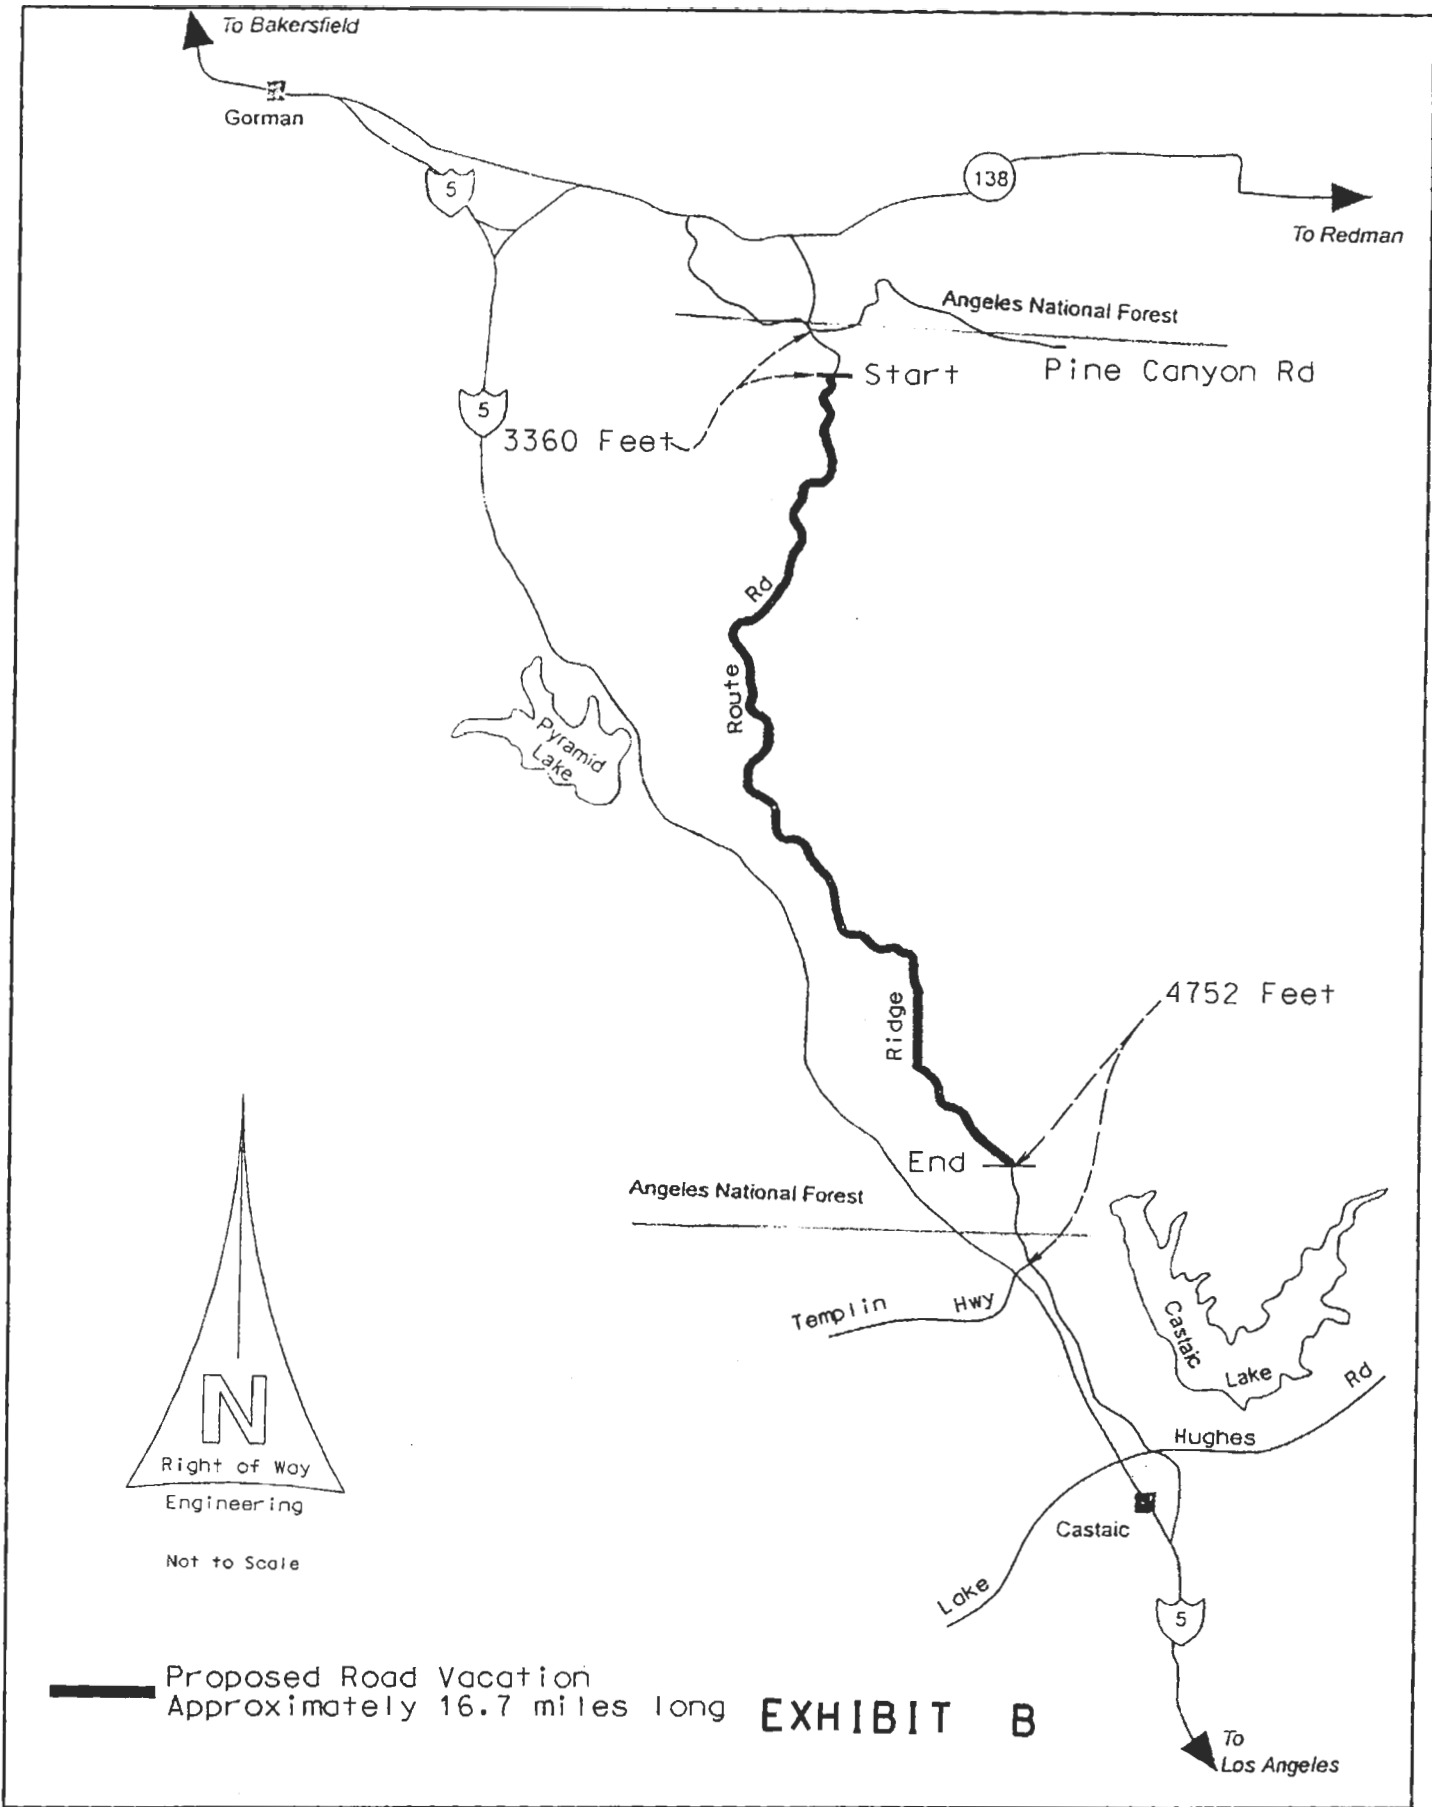 To Bakersfield
Gorman
5
138
To Redman
Angeles National Forest
Start
Pine Canyon Rd
5
3360 Feet
Rd
Route
Pyramid
Lake
4752 Feet
Ridge
End
Angeles National Forest
Templin Hwy
Castaic
Lake
Lake Hughes Rd
N
Right of Way
Engineering
Not to Scale
Castaic
5
Proposed Road Vacation
Approximately 16.7 miles long
EXHIBIT B
To
Los Angeles